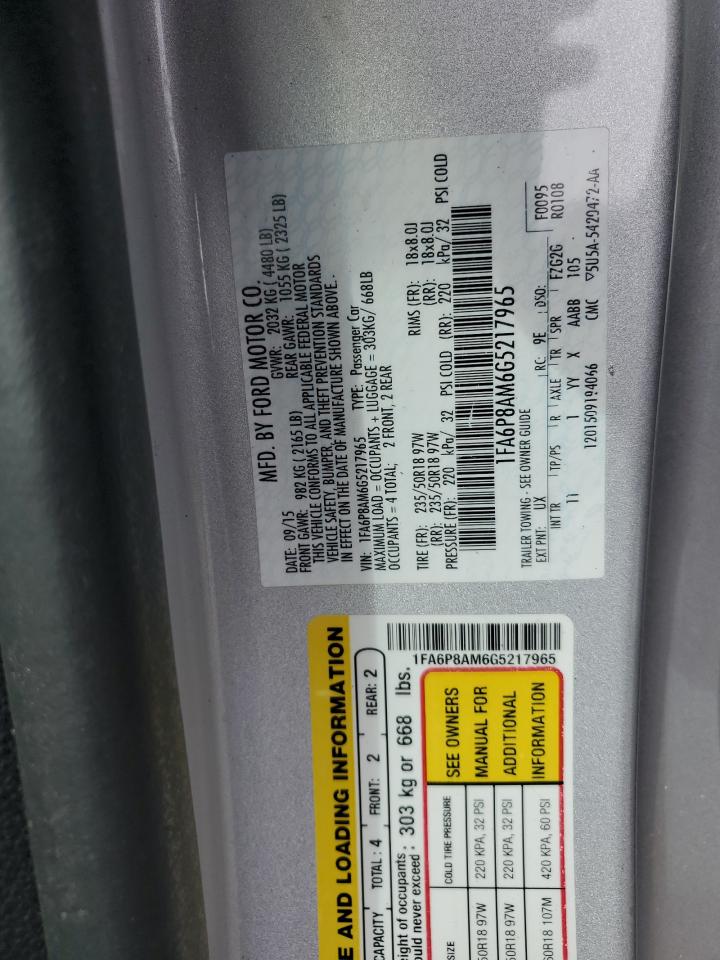 MFD. BY FORD MOTOR CO.
DATE: 09/15 GVWR: 2032 KG ( 4480 LB)
FRONT GAWR: 982 KG ( 2165 LB) REAR GAWR: 1055 KG ( 2325 LB)
THIS VEHICLE CONFORMS TO ALL APPLICABLE FEDERAL MOTOR
VEHICLE SAFETY, BUMPER, AND THEFT PREVENTION STANDARDS
IN EFFECT ON THE DATE OF MANUFACTURE SHOWN ABOVE.
VIN: 1FA6P8AM6G5217965 TYPE: Passenger Car
MAXIMUM LOAD = OCCUPANTS + LUGGAGE = 303KG/ 668LB
OCCUPANTS = 4 TOTAL; 2 FRONT, 2 REAR
TIRE (FR): 235/50R18 97W RIMS (FR): 18x8.0J
(RR): 235/50R18 97W (RR): 18x8.0J
PRESSURE (FR): 220 kPa/ 32 PSI COLD (RR): 220 kPa/ 32 PSI COLD
1FA6P8AM6G5217965
TRAILER TOWING - SEE OWNER GUIDE
EXT PNT: UX RC: 9E DSO: F0095
INT TR TP/PS R AXLE TR SPR F7G2G R0108
11 1 YY X AABB 105
1201509194066 CMC ▽5U5A-5420472-AA
E AND LOADING INFORMATION
CAPACITY TOTAL : 4 FRONT: 2 REAR: 2
eight of occupants
ould never exceed : 303 kg or 668 lbs.
1FA6P8AM6G5217965
SIZE COLD TIRE PRESSURE SEE OWNERS
50R18 97W 220 KPA, 32 PSI MANUAL FOR
50R18 97W 220 KPA, 32 PSI ADDITIONAL
60R18 107M 420 KPA, 60 PSI INFORMATION